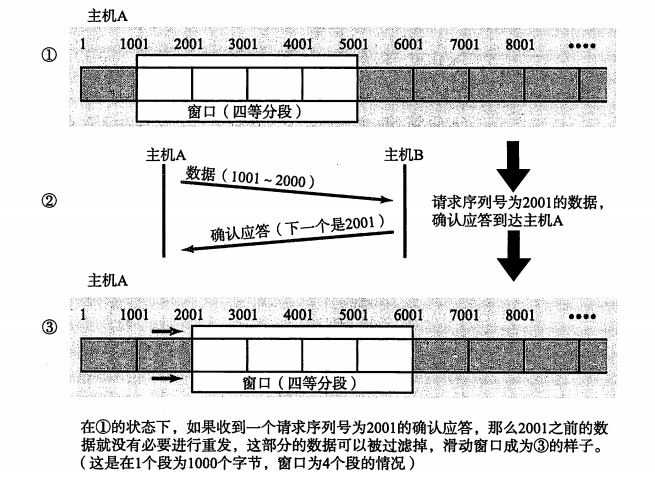 主机A
① 1 1001 2001 3001 4001 5001 6001 7001 8001 ••••
窗口（四等分段）
主机A 主机B
② 数据（1001～2000）
确认应答（下一个是2001）
请求序列号为2001的数据，
确认应答到达主机A
主机A
③ 1 1001 2001 3001 4001 5001 6001 7001 8001 ••••
窗口（四等分段）
在①的状态下，如果收到一个请求序列号为2001的确认应答，那么2001之前的数
据就没有必要进行重发，这部分的数据可以被过滤掉，滑动窗口成为③的样子。
（这是在1个段为1000个字节，窗口为4个段的情况）